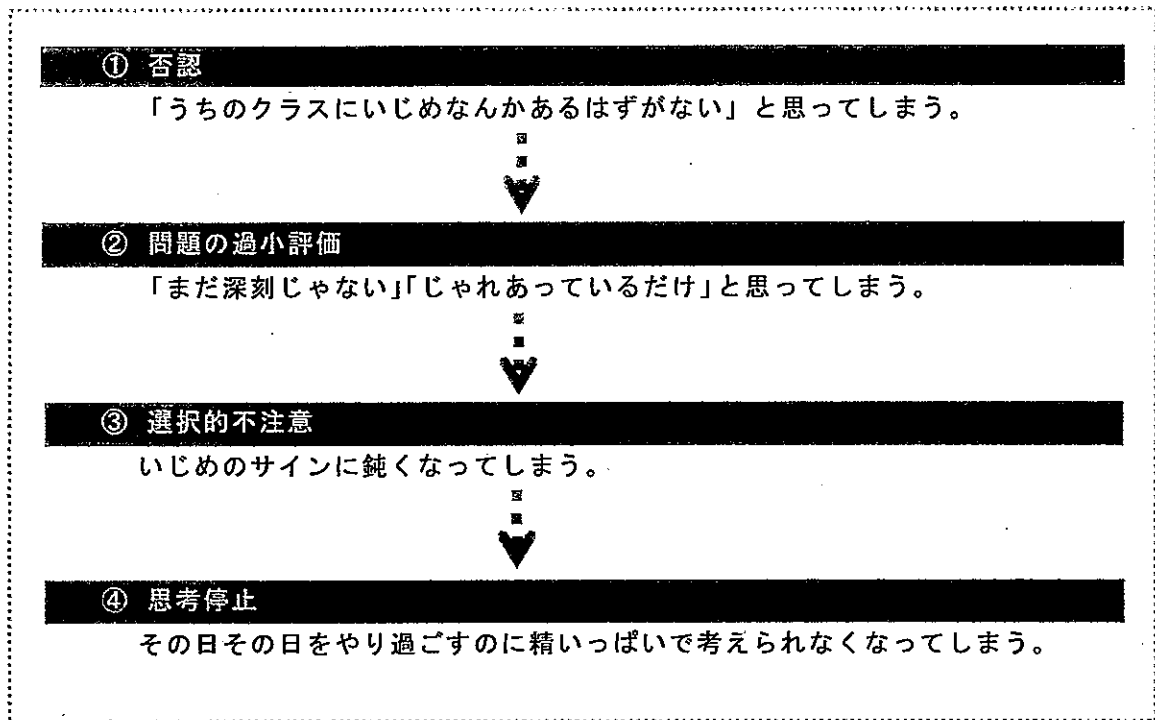 ① 否認
「うちのクラスにいじめなんかあるはずがない」と思ってしまう。
② 問題の過小評価
「まだ深刻じゃない」「じゃれあっているだけ」と思ってしまう。
③ 選択的不注意
いじめのサインに鈍くなってしまう。
④ 思考停止
その日その日をやり過ごすのに精いっぱいで考えられなくなってしまう。